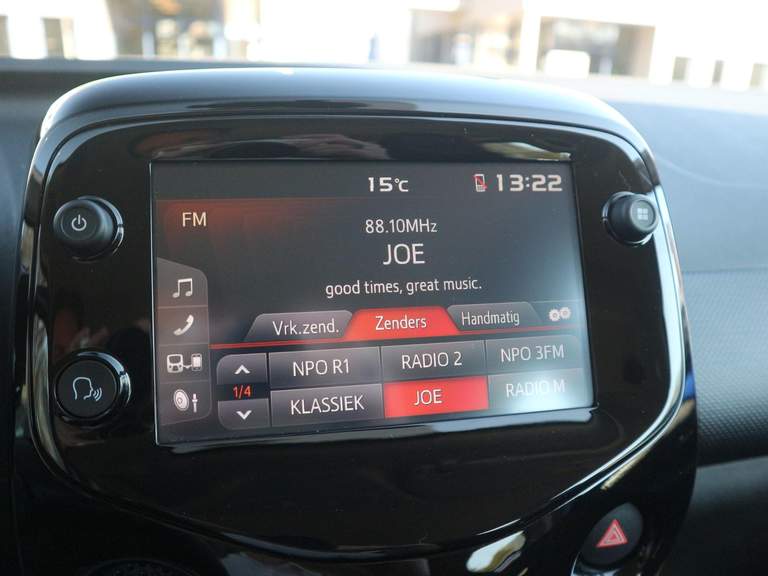 15°C 13:22
FM
88.10MHz
JOE
good times, great music.
Vrk.zend. Zenders Handmatig
NPO R1 RADIO 2 NPO 3FM
1/4
KLASSIEK JOE RADIO M